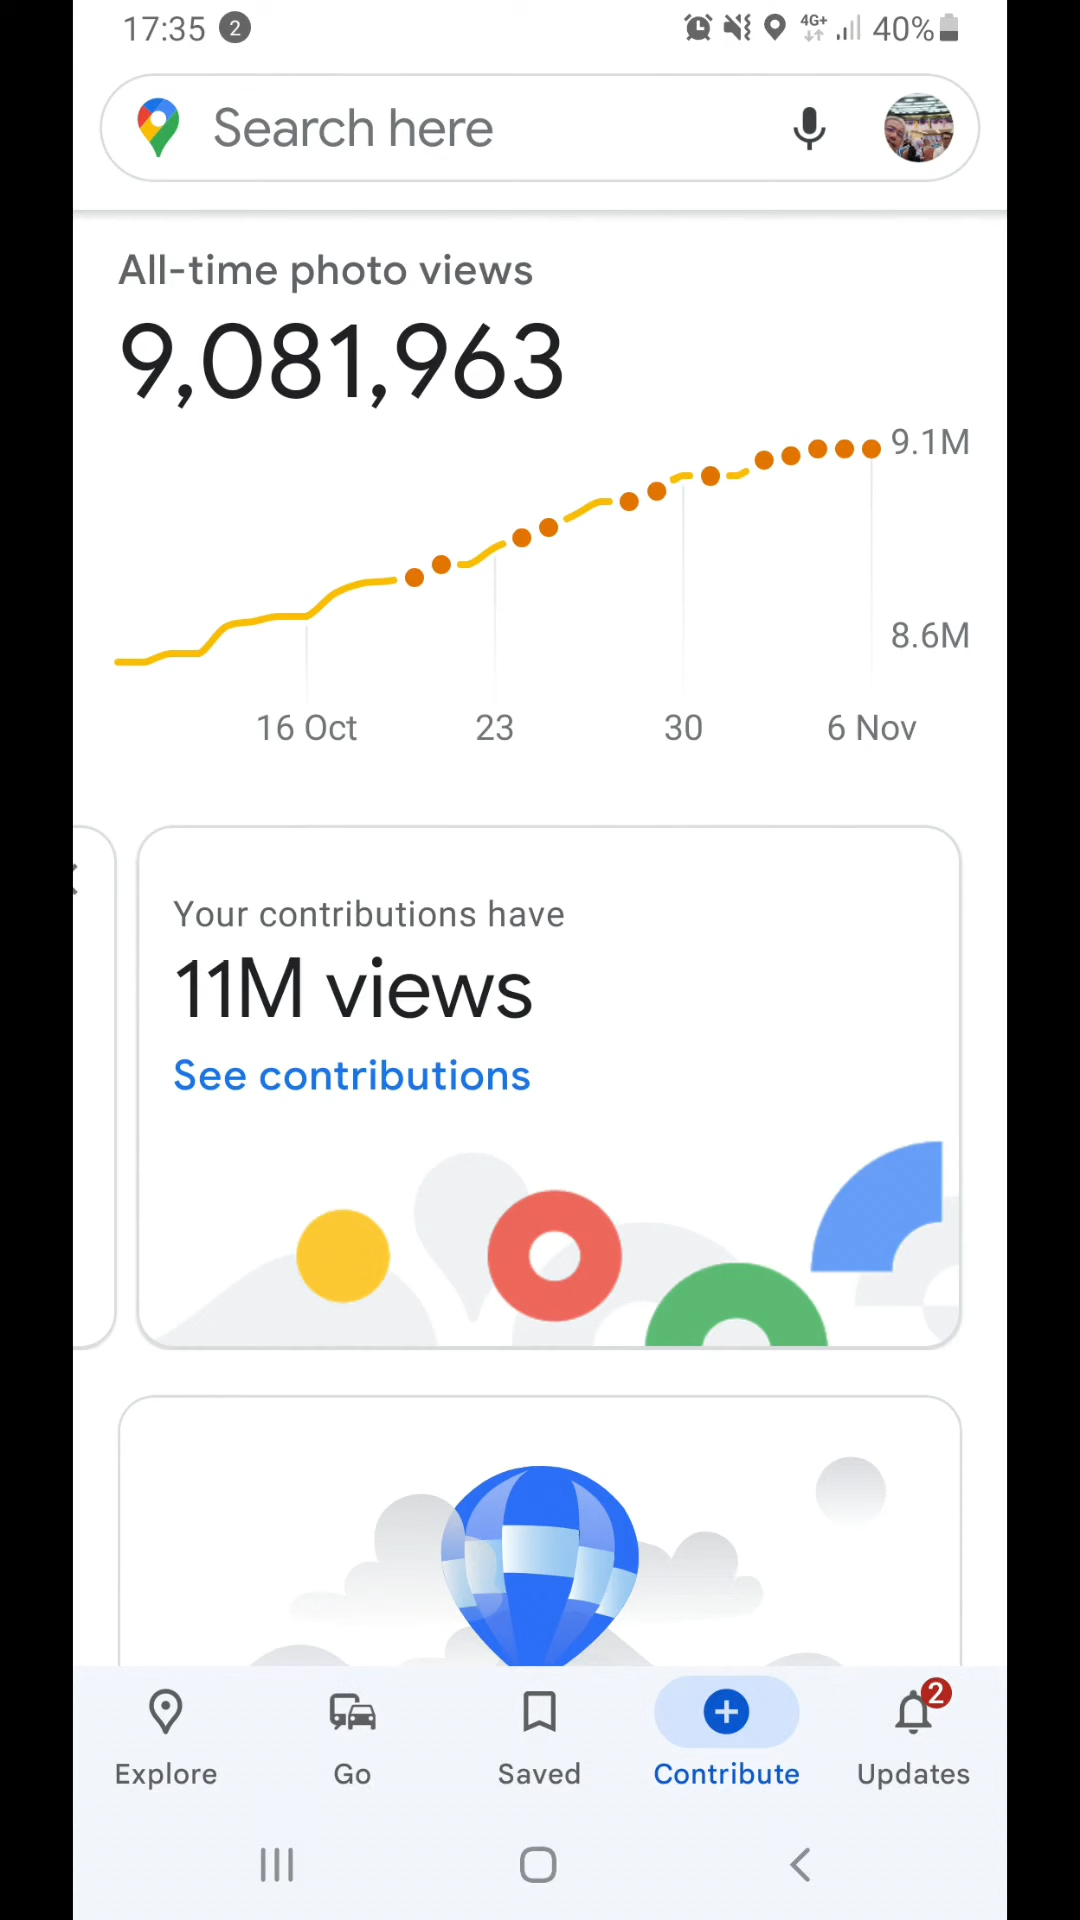 17:35 2 4G+ 40%
Search here
All-time photo views
9,081,963
9.1M
8.6M
16 Oct 23 30 6 Nov
Your contributions have
11M views
See contributions
2
Explore Go Saved Contribute Updates